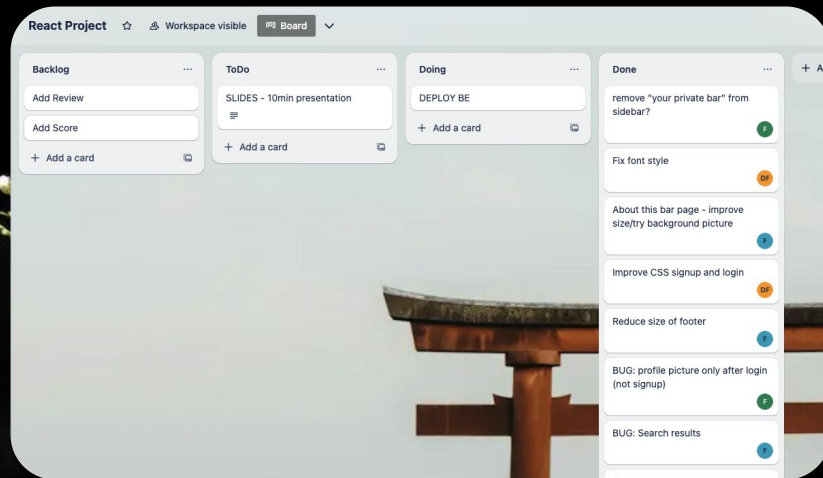 React Project
Workspace visible
Board
Backlog
Add Review
Add Score
+ Add a card
ToDo
SLIDES - 10min presentation
+ Add a card
Doing
DEPLOY BE
+ Add a card
Done
remove "your private bar" from
sidebar?
F
Fix font style
DF
About this bar page - improve
size/try background picture
F
Improve CSS signup and login
DF
Reduce size of footer
F
BUG: profile picture only after login
(not signup)
F
BUG: Search results
F
+ A